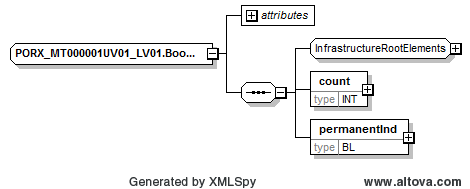 attributes
PORX_MT000001UV01_LV01.Boo...
InfrastructureRootElements
count
type INT
permanentInd
type BL
Generated by XMLSpy
www.altova.com